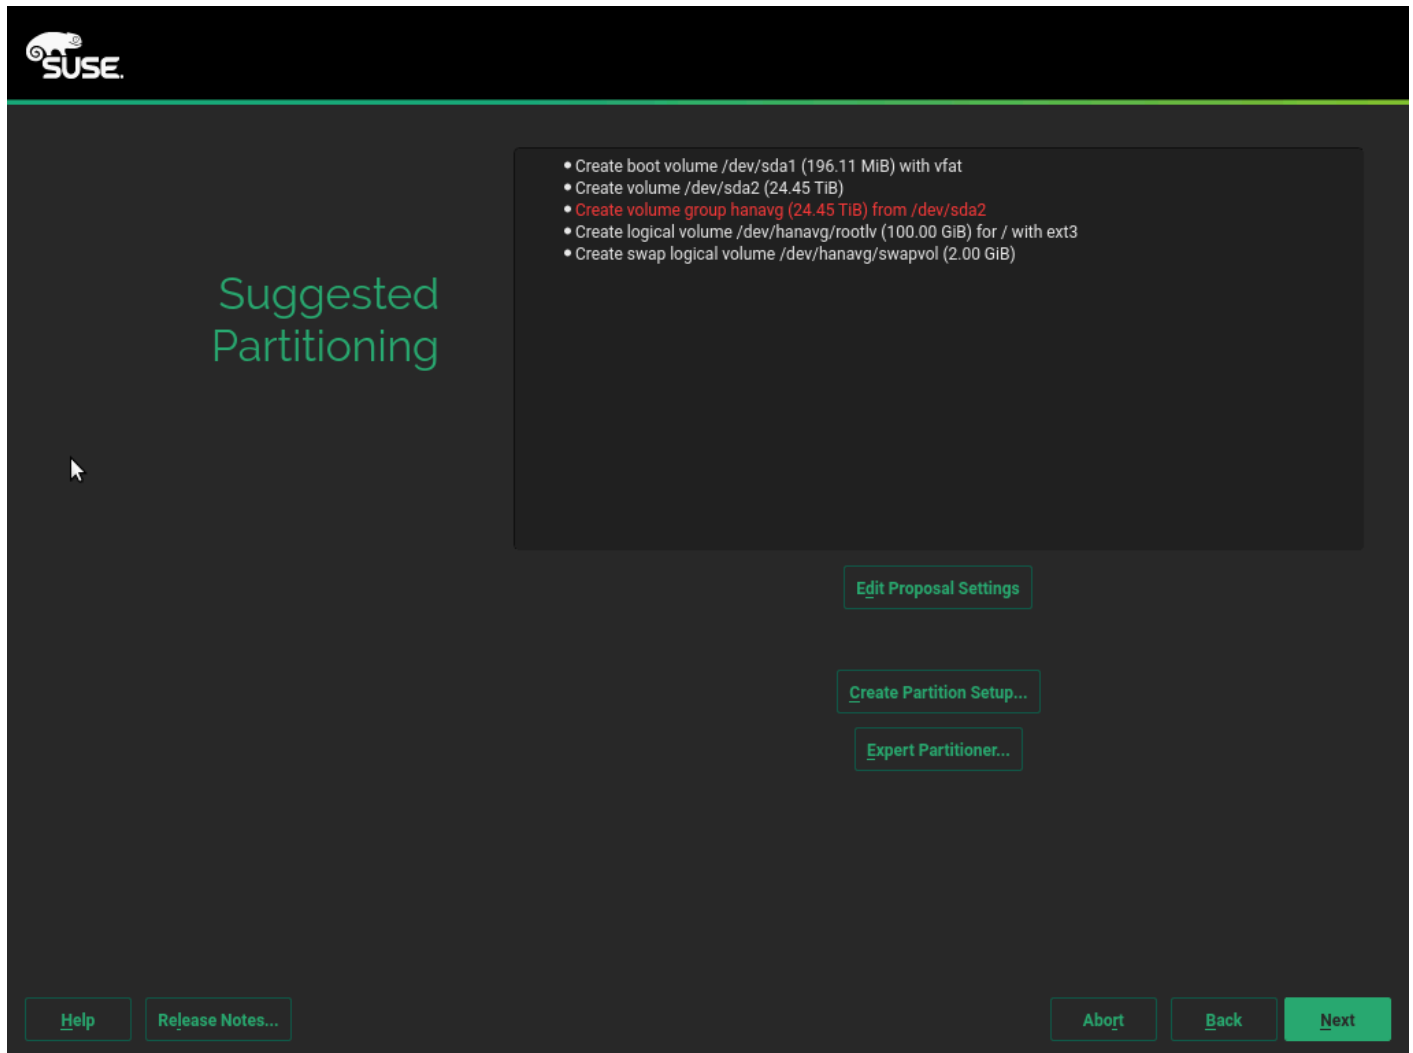 SUSE.
Suggested
Partitioning
• Create boot volume /dev/sda1 (196.11 MiB) with vfat
• Create volume /dev/sda2 (24.45 TiB)
• Create volume group hanavg (24.45 TiB) from /dev/sda2
• Create logical volume /dev/hanavg/rootlv (100.00 GiB) for / with ext3
• Create swap logical volume /dev/hanavg/swapvol (2.00 GiB)
Edit Proposal Settings
Create Partition Setup...
Expert Partitioner...
Help
Release Notes...
Abort
Back
Next